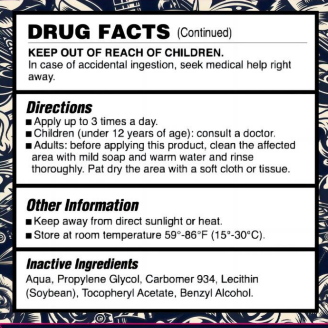 DRUG FACTS (Continued)
KEEP OUT OF REACH OF CHILDREN.
In case of accidental ingestion, seek medical help right
away.
Directions
■ Apply up to 3 times a day.
■ Children (under 12 years of age): consult a doctor.
■ Adults: before applying this product, clean the affected
area with mild soap and warm water and rinse
thoroughly. Pat dry the area with a soft cloth or tissue.
Other Information
■ Keep away from direct sunlight or heat.
■ Store at room temperature 59°-86°F (15°-30°C).
Inactive Ingredients
Aqua, Propylene Glycol, Carbomer 934, Lecithin
(Soybean), Tocopheryl Acetate, Benzyl Alcohol.